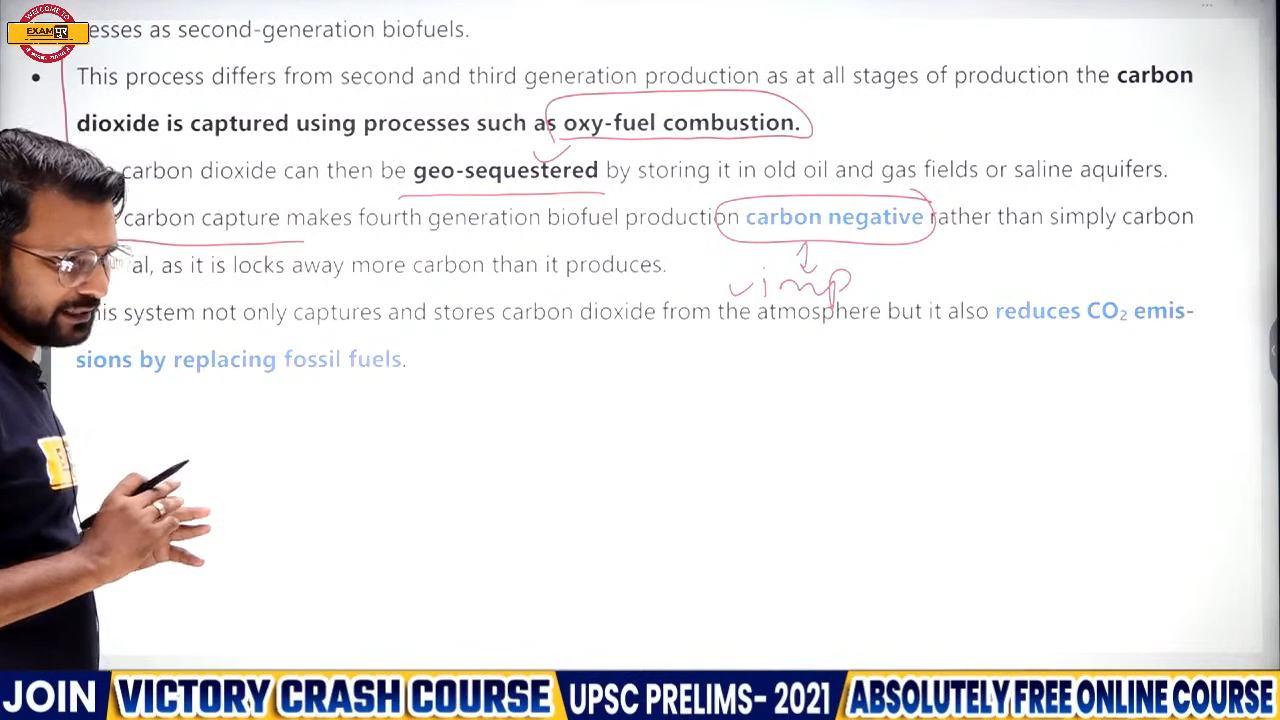 WELCOME TO
EXAMपुर
esses as second-generation biofuels.
• This process differs from second and third generation production as at all stages of production the carbon
dioxide is captured using processes such as oxy-fuel combustion.
carbon dioxide can then be geo-sequestered by storing it in old oil and gas fields or saline aquifers.
carbon capture makes fourth generation biofuel production carbon negative rather than simply carbon
al, as it is locks away more carbon than it produces.
v imp
his system not only captures and stores carbon dioxide from the atmosphere but it also reduces CO₂ emis-
sions by replacing fossil fuels.
JOIN VICTORY CRASH COURSE UPSC PRELIMS- 2021 ABSOLUTELY FREE ONLINE COURSE